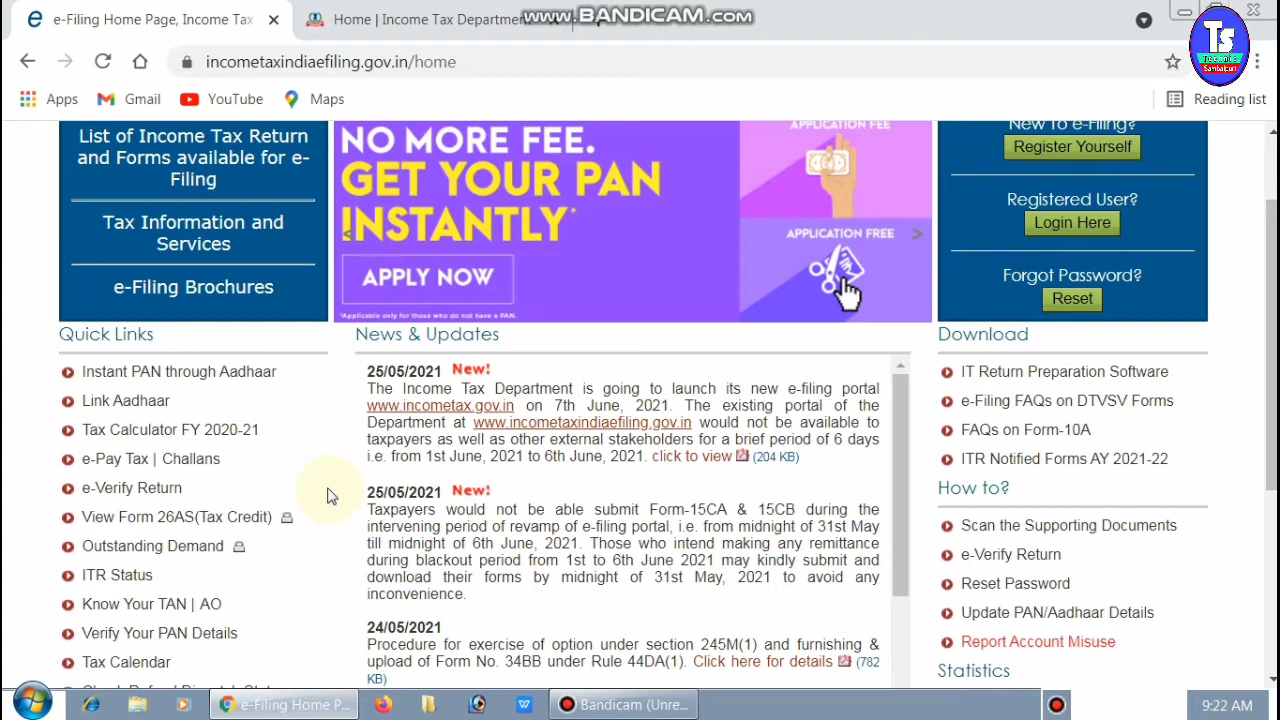 e-Filing Home Page, Income Tax
Home | Income Tax Department
www.BANDICAM.com
Ts
Technical
Sambalpuri
incometaxindiaefiling.gov.in/home
Apps
Gmail
YouTube
Maps
Reading list
List of Income Tax Return
and Forms available for e-
Filing
Tax Information and
Services
e-Filing Brochures
NO MORE FEE.
GET YOUR PAN
INSTANTLY*
APPLY NOW
*Applicable only for those who do not have a PAN.
APPLICATION FEE
APPLICATION FREE
New To e-Filing?
Register Yourself
Registered User?
Login Here
Forgot Password?
Reset
Quick Links
Instant PAN through Aadhaar
Link Aadhaar
Tax Calculator FY 2020-21
e-Pay Tax | Challans
e-Verify Return
View Form 26AS(Tax Credit)
Outstanding Demand
ITR Status
Know Your TAN | AO
Verify Your PAN Details
Tax Calendar
News & Updates
25/05/2021 New!
The Income Tax Department is going to launch its new e-filing portal
www.incometax.gov.in on 7th June, 2021. The existing portal of the
Department at www.incometaxindiaefiling.gov.in would not be available to
taxpayers as well as other external stakeholders for a brief period of 6 days
i.e. from 1st June, 2021 to 6th June, 2021. click to view (204 KB)
25/05/2021 New!
Taxpayers would not be able submit Form-15CA & 15CB during the
intervening period of revamp of e-filing portal, i.e. from midnight of 31st May
till midnight of 6th June, 2021. Those who intend making any remittance
during blackout period from 1st to 6th June 2021 may kindly submit and
download their forms by midnight of 31st May, 2021 to avoid any
inconvenience.
24/05/2021
Procedure for exercise of option under section 245M(1) and furnishing &
upload of Form No. 34BB under Rule 44DA(1). Click here for details (782
KB)
Download
IT Return Preparation Software
e-Filing FAQs on DTVSV Forms
FAQs on Form-10A
ITR Notified Forms AY 2021-22
How to?
Scan the Supporting Documents
e-Verify Return
Reset Password
Update PAN/Aadhaar Details
Report Account Misuse
Statistics
e-Filing Home P...
Bandicam (Unre...
9:22 AM